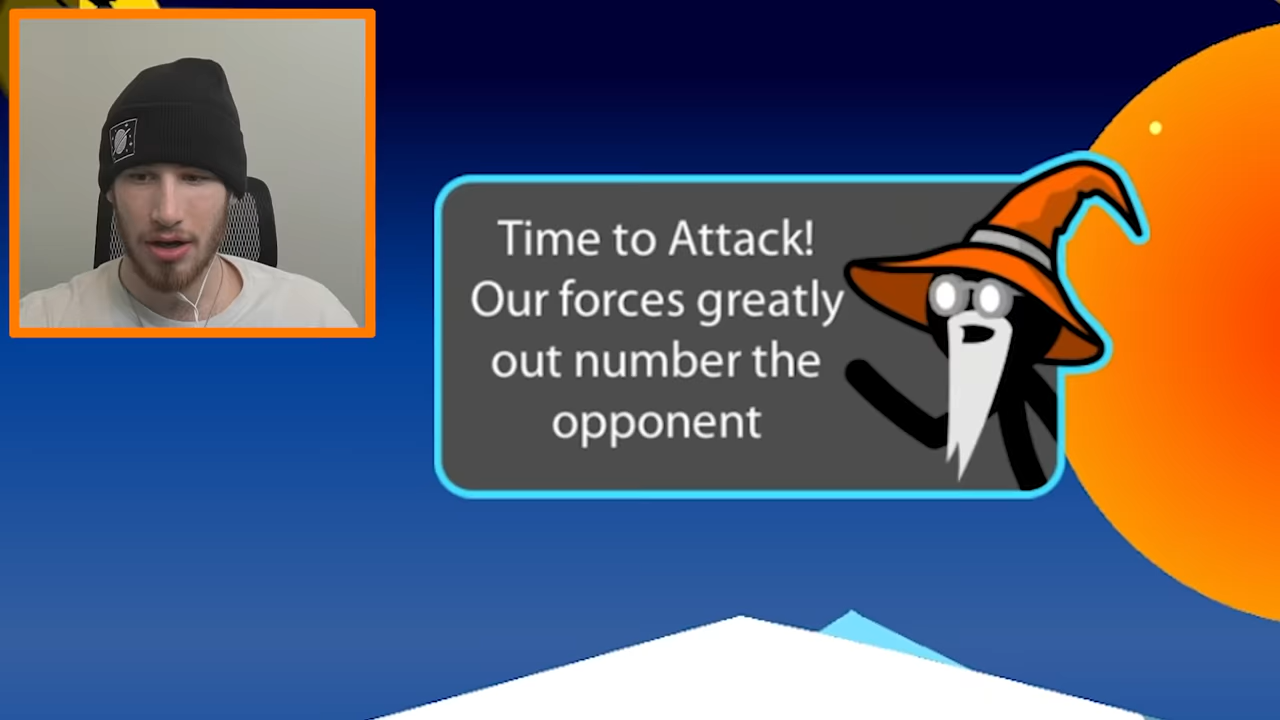 Time to Attack!
Our forces greatly
out number the
opponent